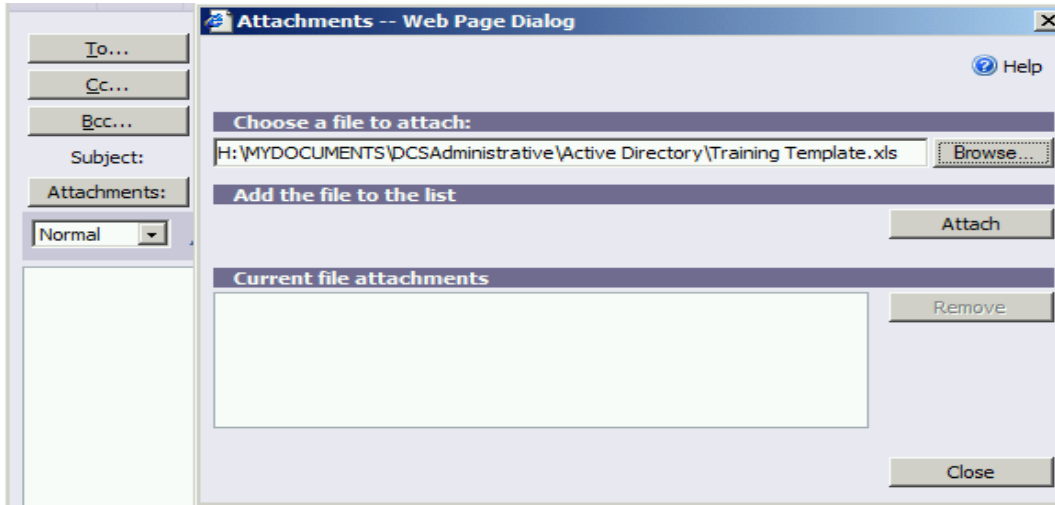 Attachments -- Web Page Dialog
To...
Help
Cc...
Bcc...
Choose a file to attach:
Subject:
H:\MYDOCUMENTS\DCSAdministrative\Active Directory\Training Template.xls
Browse...
Attachments:
Add the file to the list
Normal
Attach
Current file attachments
Remove
Close